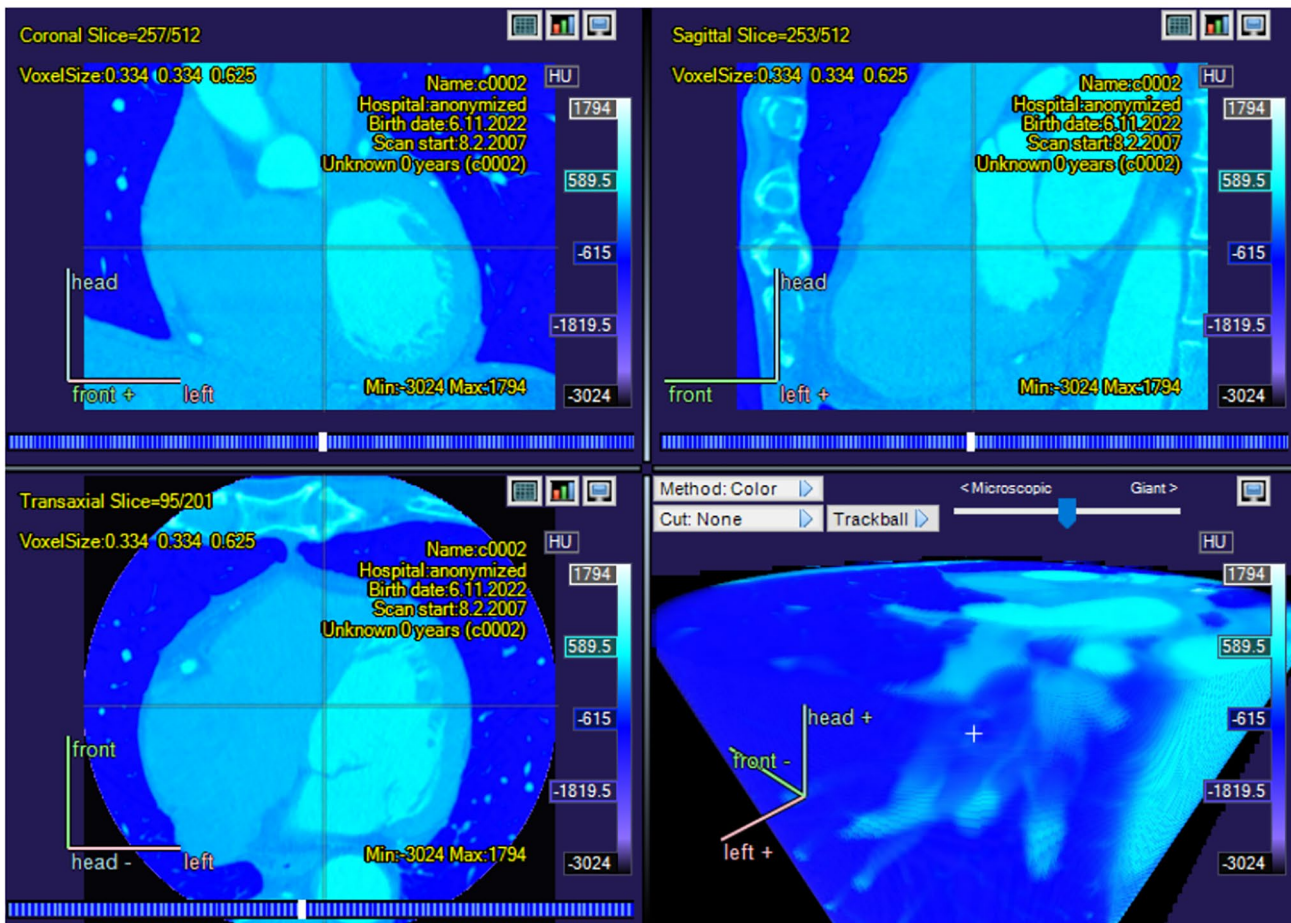 Coronal Slice=257/512
VoxelSize:0.334 0.334 0.625
Name:c0002
Hospital:anonymized
Birth date:6.11.2022
Scan start:8.2.2007
Unknown 0 years (c0002)
HU
1794
589.5
-615
-1819.5
-3024
head
front +
left
Min:-3024 Max:1794
Sagittal Slice=253/512
VoxelSize:0.334 0.334 0.625
Name:c0002
Hospital:anonymized
Birth date:6.11.2022
Scan start:8.2.2007
Unknown 0 years (c0002)
HU
1794
589.5
-615
-1819.5
-3024
head
front
left +
Min:-3024 Max:1794
Transaxial Slice=95/201
VoxelSize:0.334 0.334 0.625
Name:c0002
Hospital:anonymized
Birth date:6.11.2022
Scan start:8.2.2007
Unknown 0 years (c0002)
HU
1794
589.5
-615
-1819.5
-3024
front
head -
left
Min:-3024 Max:1794
Method: Color
Cut: None
Trackball
< Microscopic
Giant >
HU
1794
589.5
-615
-1819.5
-3024
head +
front -
left +